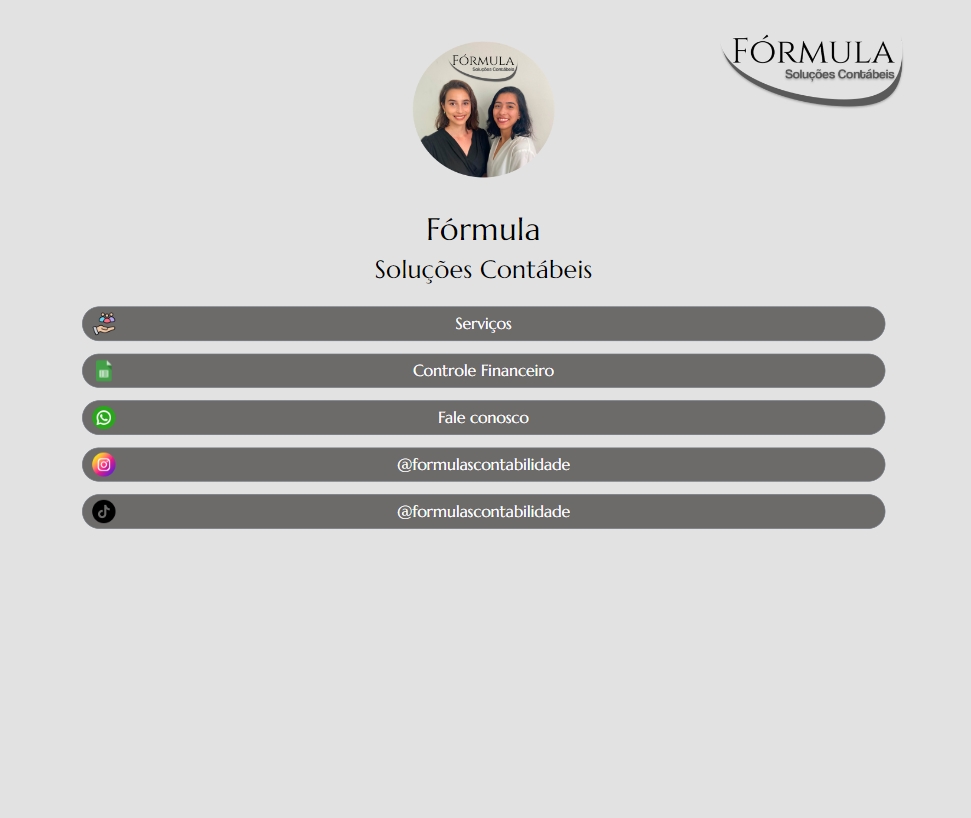 FÓRMULA
Soluções Contábeis
FÓRMULA
Soluções Contábeis
Fórmula
Soluções Contábeis
Serviços
Controle Financeiro
Fale conosco
@formulascontabilidade
@formulascontabilidade